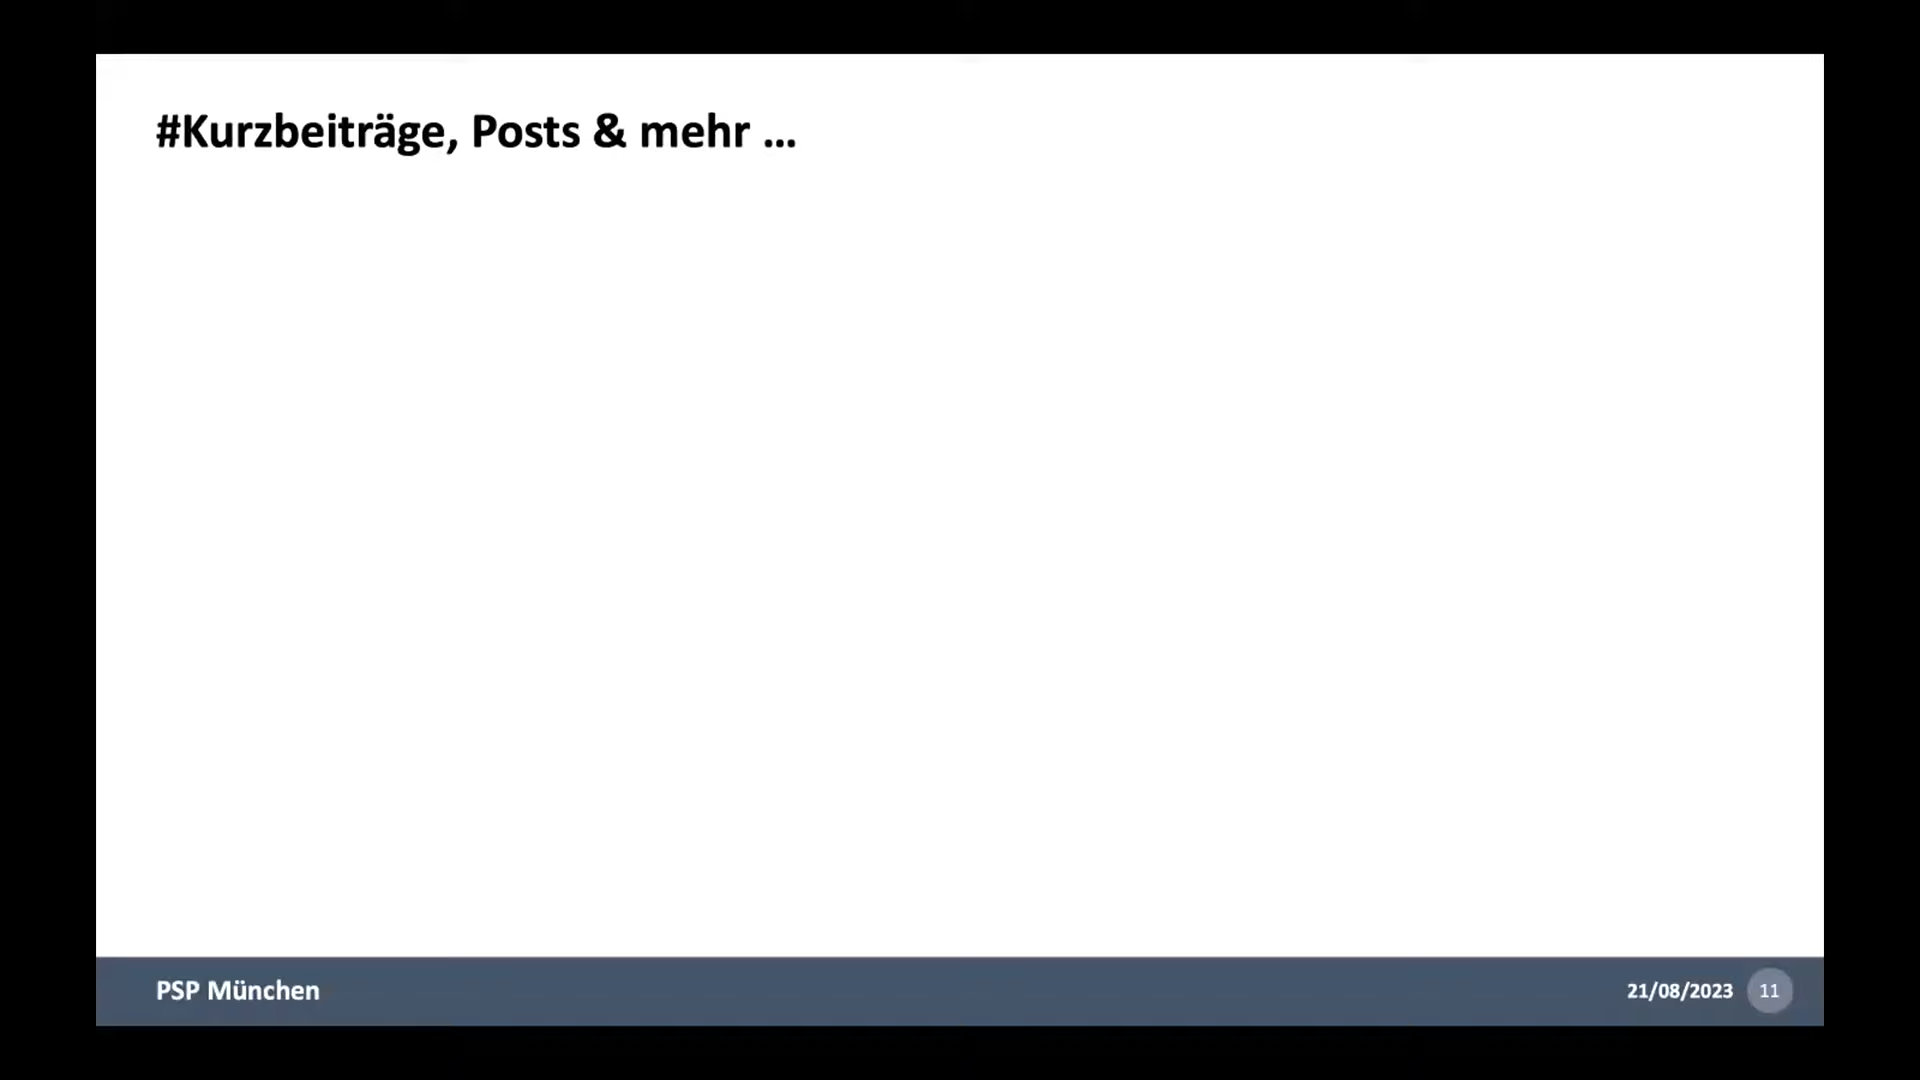 #Kurzbeiträge, Posts & mehr ...
PSP München
21/08/2023 11